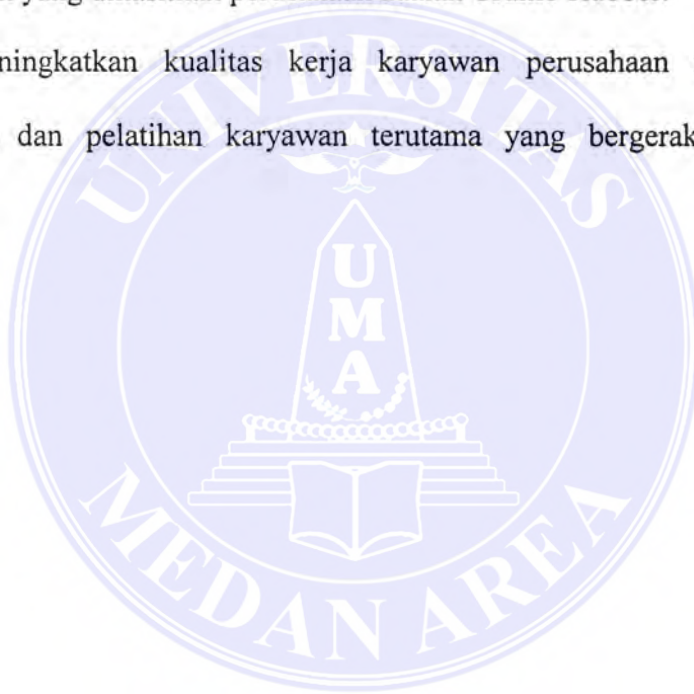 ningkatkan kualitas kerja karyawan perusahaan
dan pelatihan karyawan terutama yang bergerak
UNIVERSITAS
U
M
A
MEDAN AREA